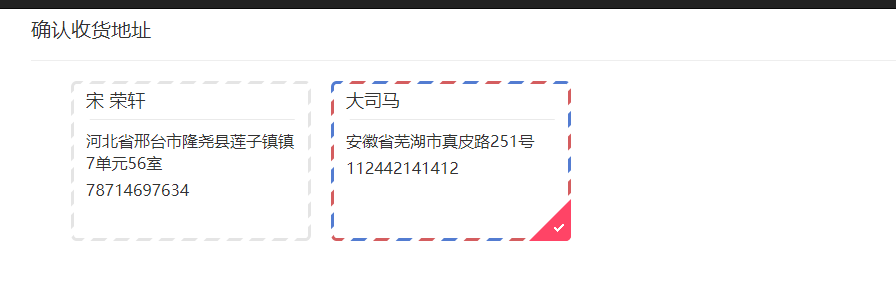 确认收货地址
宋 荣轩
河北省邢台市隆尧县莲子镇镇
7单元56室
78714697634
大司马
安徽省芜湖市真皮路251号
112442141412